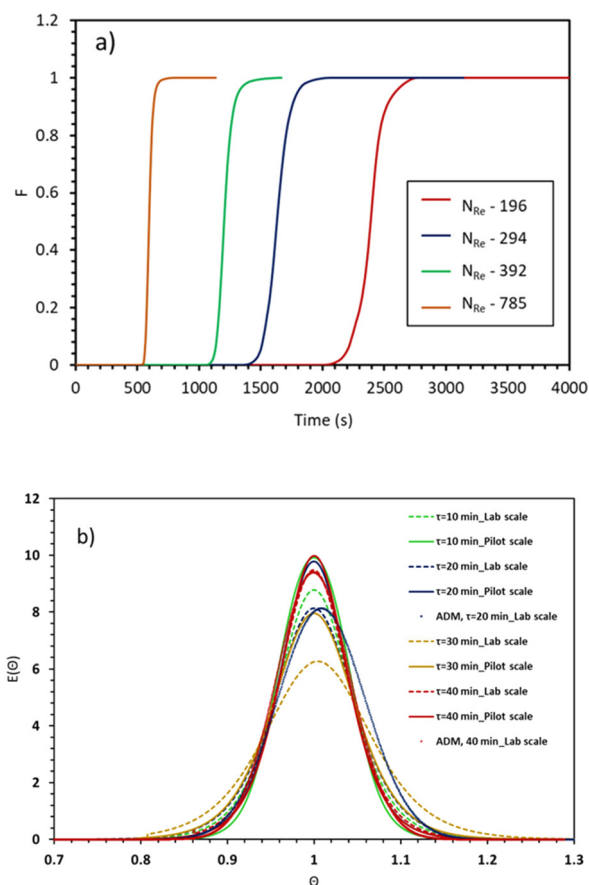 a)
1.2
1
0.8
0.6
0.4
0.2
0
F
N_Re - 196
N_Re - 294
N_Re - 392
N_Re - 785
0 500 1000 1500 2000 2500 3000 3500 4000
Time (s)
b)
12
10
8
6
4
2
0
E(Θ)
τ=10 min_Lab scale
τ=10 min_Pilot scale
τ=20 min_Lab scale
τ=20 min_Pilot scale
ADM, τ=20 min_Lab scale
τ=30 min_Lab scale
τ=30 min_Pilot scale
τ=40 min_Lab scale
τ=40 min_Pilot scale
ADM, 40 min_Lab scale
0.7 0.8 0.9 1 1.1 1.2 1.3
Θ